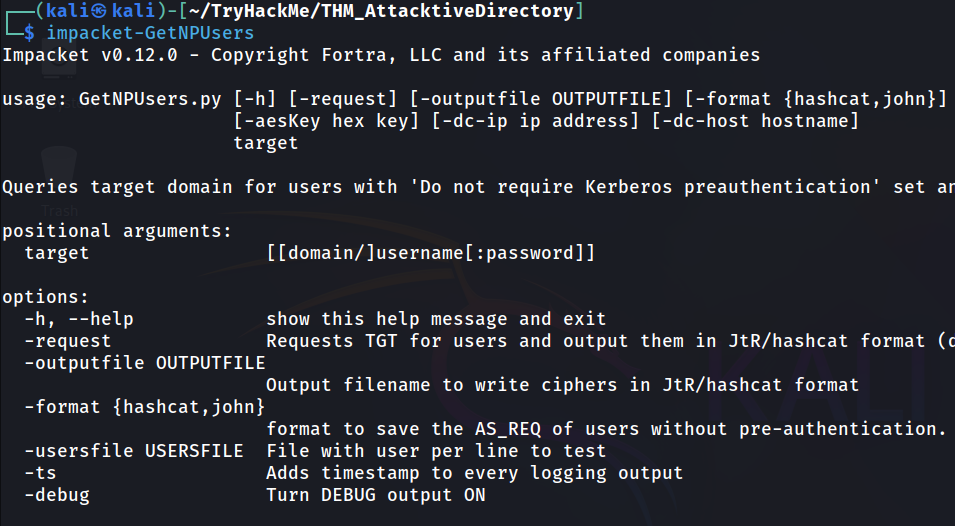 (kali㉿kali)-[~/TryHackMe/THM_AttacktiveDirectory]
$ impacket-GetNPUsers
Impacket v0.12.0 - Copyright Fortra, LLC and its affiliated companies
usage: GetNPUsers.py [-h] [-request] [-outputfile OUTPUTFILE] [-format {hashcat,john}]
[-aesKey hex key] [-dc-ip ip address] [-dc-host hostname]
target
Queries target domain for users with 'Do not require Kerberos preauthentication' set an
Trash
positional arguments:
target [[domain/]username[:password]]
options:
-h, --help show this help message and exit
-request Requests TGT for users and output them in JtR/hashcat format (d
-outputfile OUTPUTFILE
Output filename to write ciphers in JtR/hashcat format
KALI
-format {hashcat,john}
format to save the AS_REQ of users without pre-authentication.
-usersfile USERSFILE File with user per line to test
-ts Adds timestamp to every logging output
-debug Turn DEBUG output ON